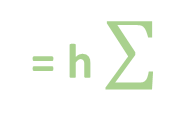 = h ∑